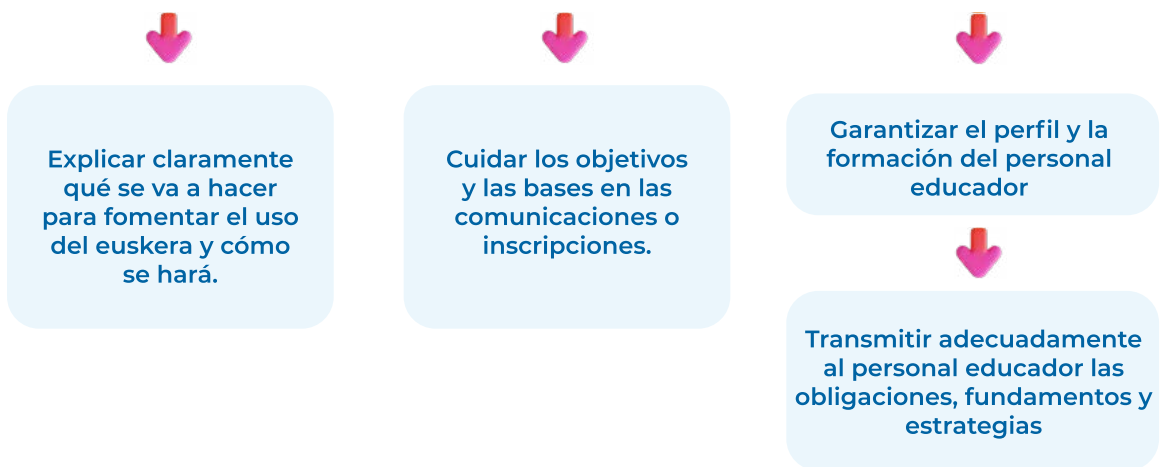 Explicar claramente
qué se va a hacer
para fomentar el uso
del euskera y cómo
se hará.
Cuidar los objetivos
y las bases en las
comunicaciones o
inscripciones.
Garantizar el perfil y la
formación del personal
educador
Transmitir adecuadamente
al personal educador las
obligaciones, fundamentos y
estrategias